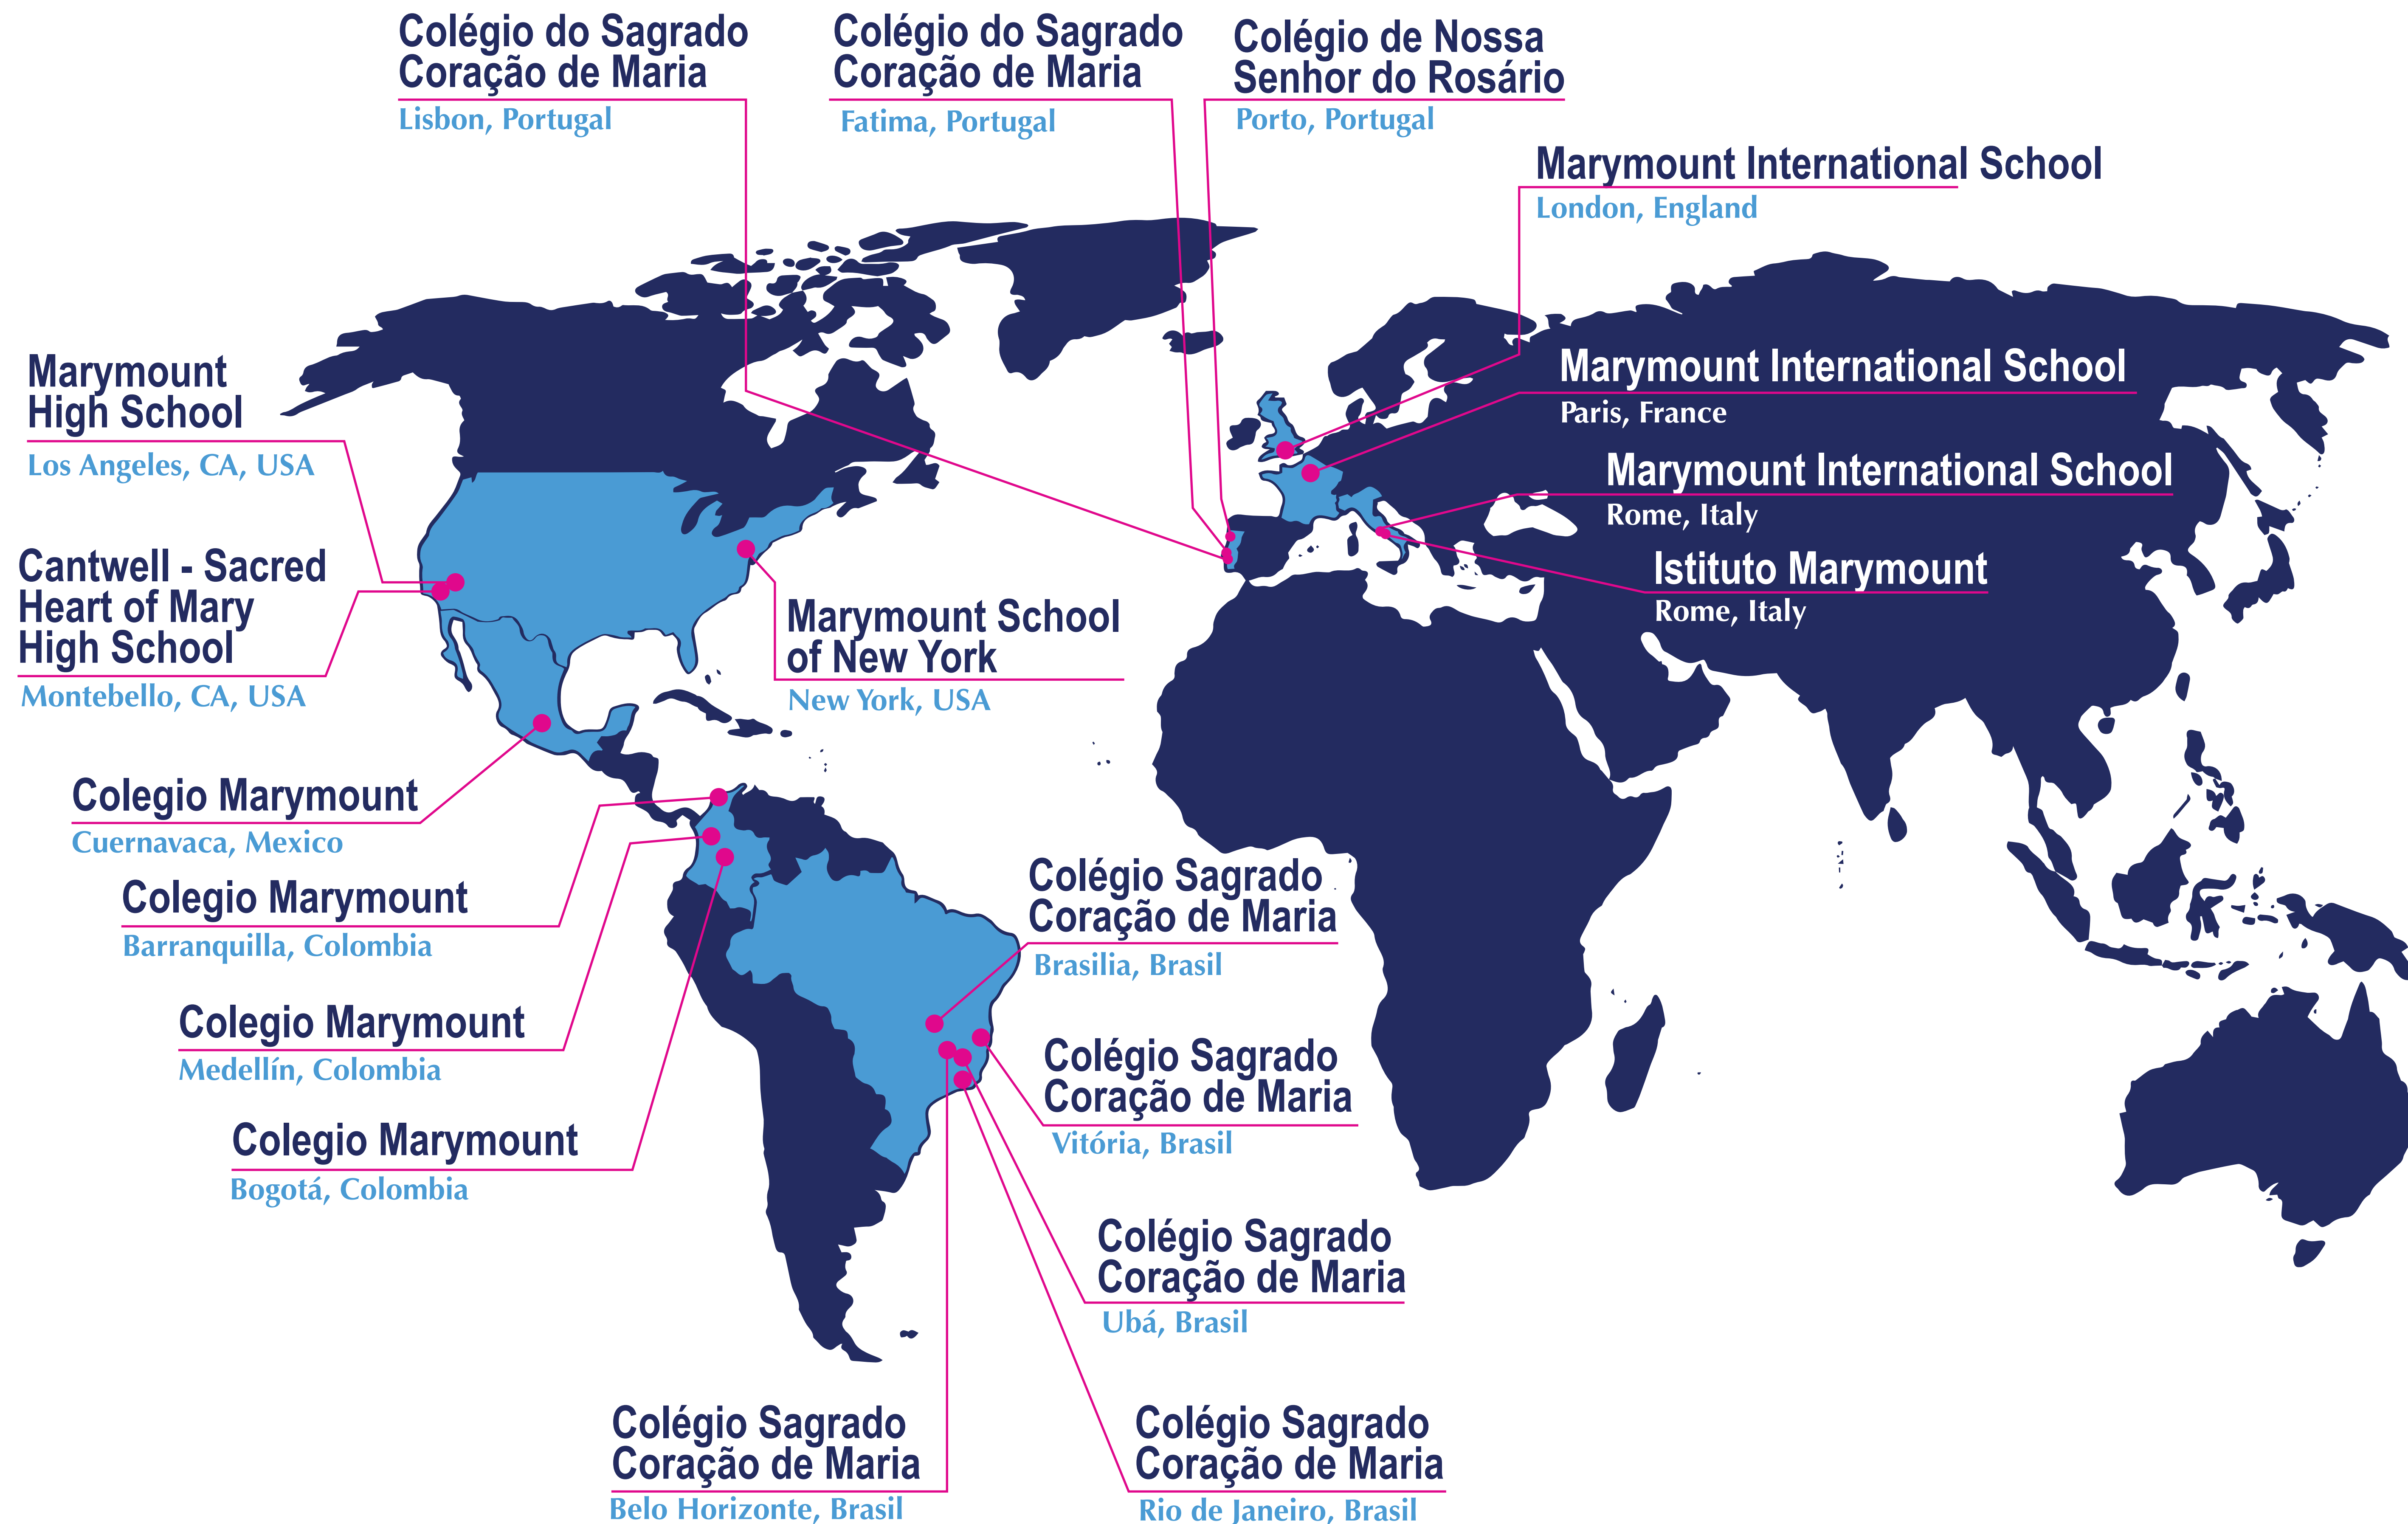 Colégio do Sagrado
Coração de Maria
Lisbon, Portugal
Colégio do Sagrado
Coração de Maria
Fatima, Portugal
Colégio de Nossa
Senhor do Rosário
Porto, Portugal
Marymount International School
London, England
Marymount International School
Paris, France
Marymount International School
Rome, Italy
Istituto Marymount
Rome, Italy
Marymount
High School
Los Angeles, CA, USA
Cantwell - Sacred
Heart of Mary
High School
Montebello, CA, USA
Marymount School
of New York
New York, USA
Colegio Marymount
Cuernavaca, Mexico
Colegio Marymount
Barranquilla, Colombia
Colegio Marymount
Medellín, Colombia
Colegio Marymount
Bogotá, Colombia
Colégio Sagrado
Coração de Maria
Brasilia, Brasil
Colégio Sagrado
Coração de Maria
Vitória, Brasil
Colégio Sagrado
Coração de Maria
Ubá, Brasil
Colégio Sagrado
Coração de Maria
Belo Horizonte, Brasil
Colégio Sagrado
Coração de Maria
Rio de Janeiro, Brasil